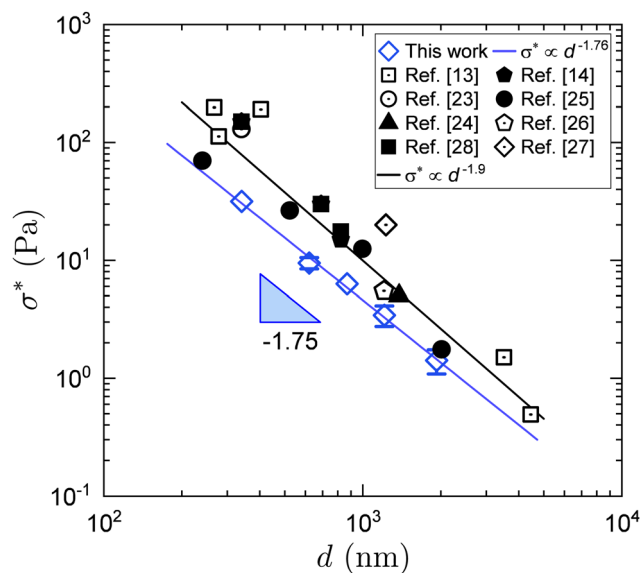 10³
10²
10¹
10⁰
10⁻¹
σ* (Pa)
This work
σ* ∝ d⁻¹·⁷⁶
Ref. [13]
Ref. [14]
Ref. [23]
Ref. [25]
Ref. [24]
Ref. [26]
Ref. [28]
Ref. [27]
σ* ∝ d⁻¹·⁹
-1.75
10²
10³
10⁴
d (nm)